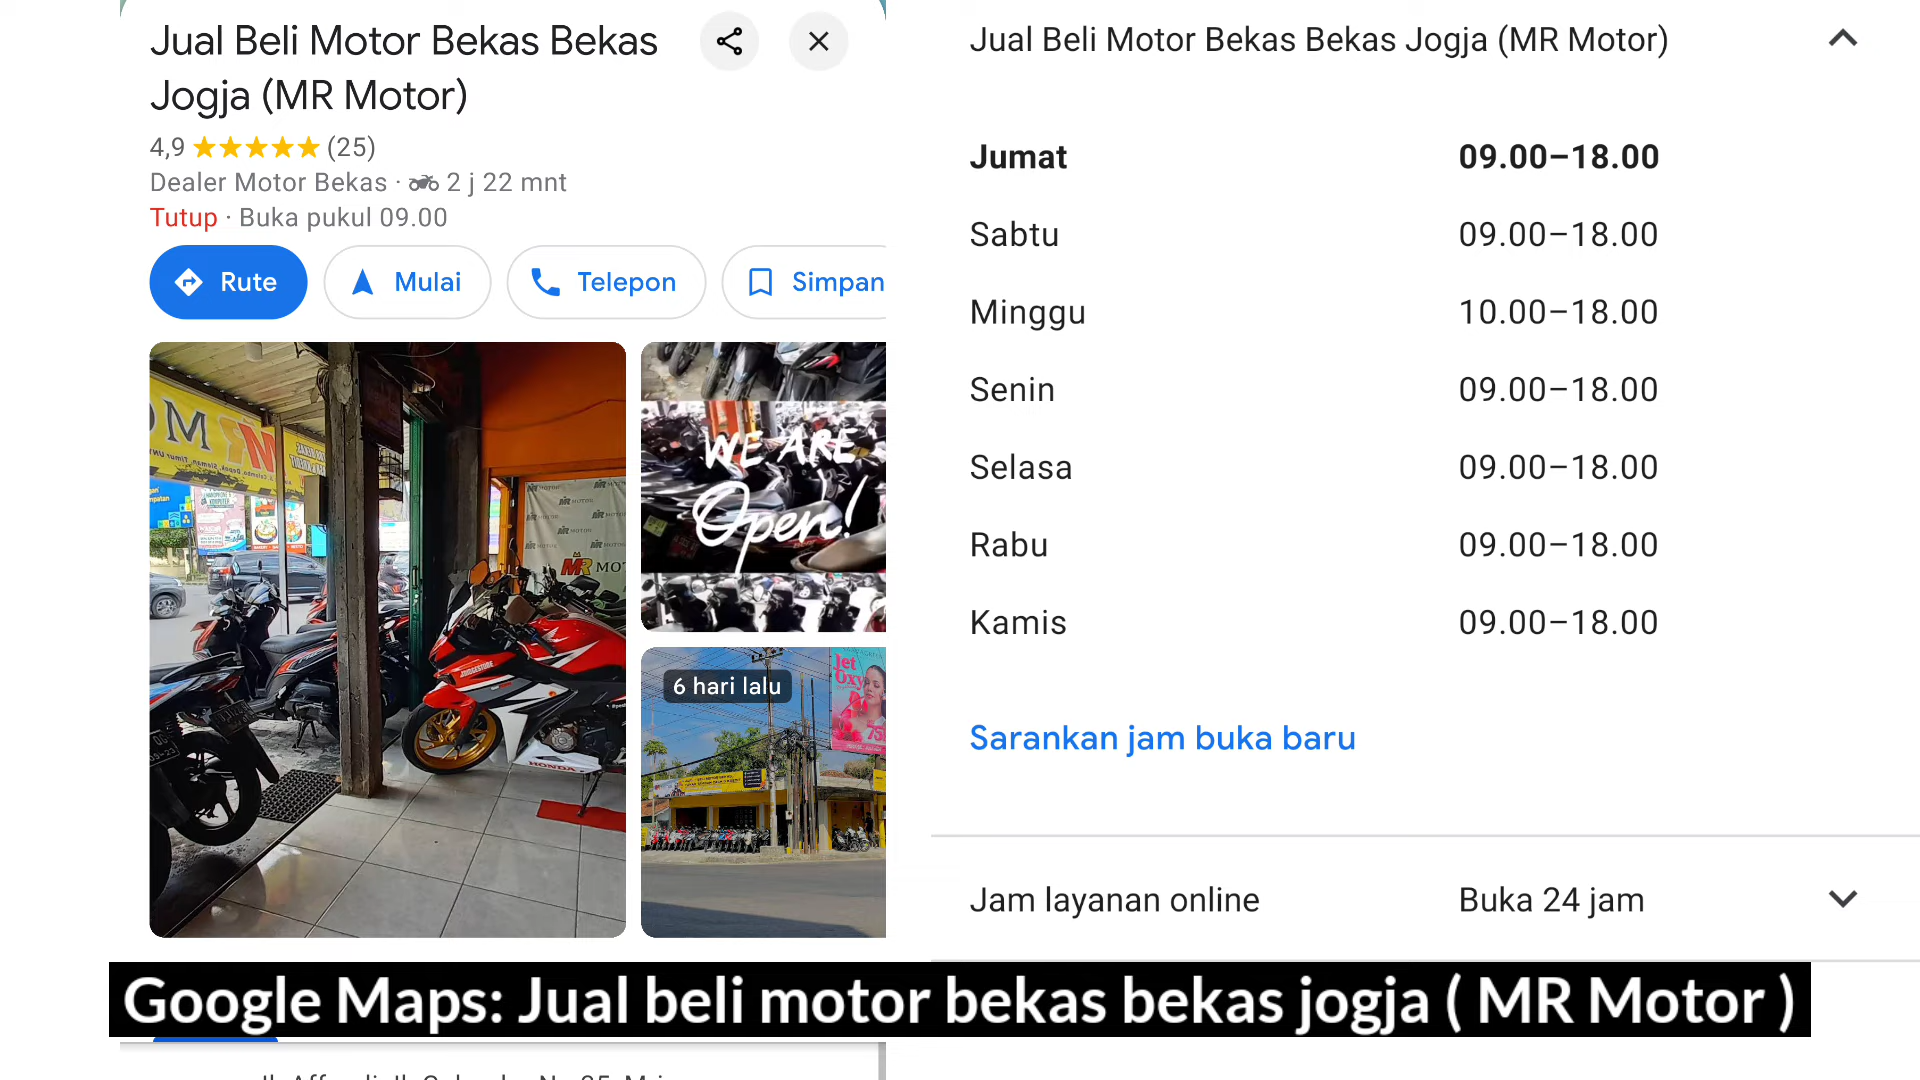 Jual Beli Motor Bekas Bekas
Jogja (MR Motor)
4,9 (25)
Dealer Motor Bekas · 2 j 22 mnt
Tutup · Buka pukul 09.00
Rute
Mulai
Telepon
Simpan
WE ARE
Open!
MR MOT
HONDA
6 hari lalu
Jet
Oxy
Jual Beli Motor Bekas Bekas Jogja (MR Motor)
Jumat 09.00–18.00
Sabtu 09.00–18.00
Minggu 10.00–18.00
Senin 09.00–18.00
Selasa 09.00–18.00
Rabu 09.00–18.00
Kamis 09.00–18.00
Sarankan jam buka baru
Jam layanan online Buka 24 jam
Google Maps: Jual beli motor bekas bekas jogja ( MR Motor )